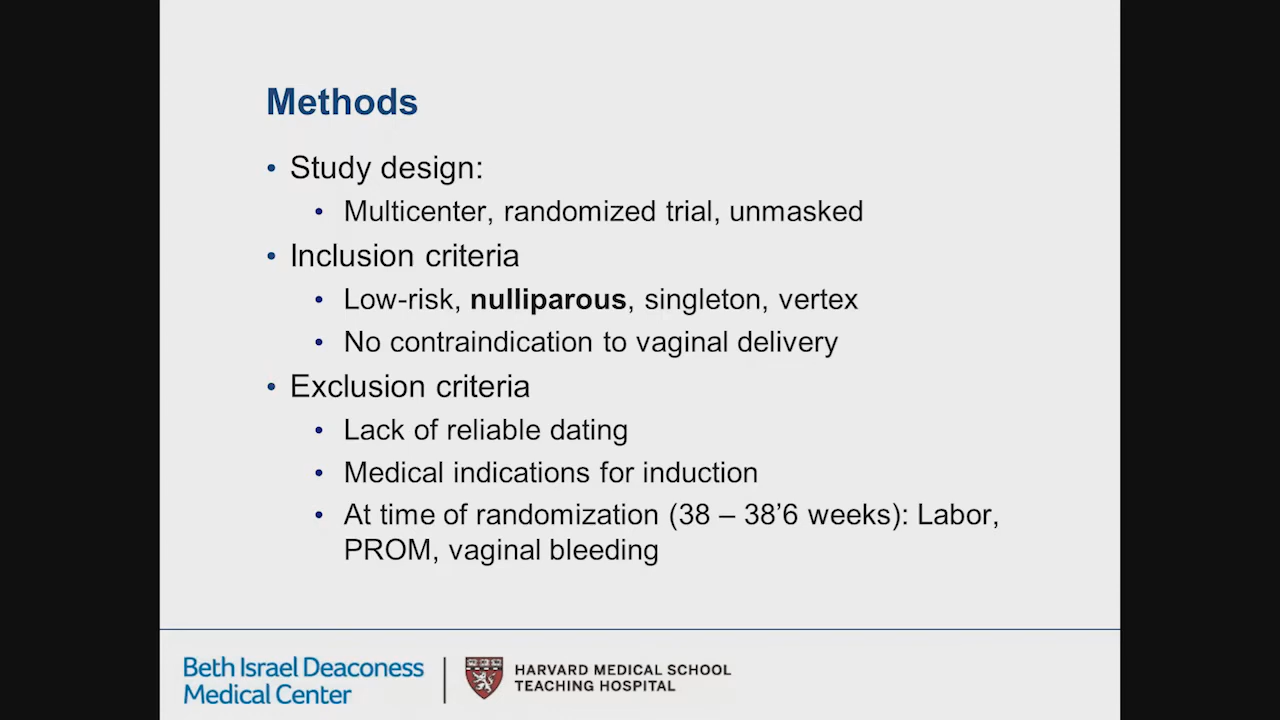 Methods
• Study design:
• Multicenter, randomized trial, unmasked
• Inclusion criteria
• Low-risk, nulliparous, singleton, vertex
• No contraindication to vaginal delivery
• Exclusion criteria
• Lack of reliable dating
• Medical indications for induction
• At time of randomization (38 – 38’6 weeks): Labor,
PROM, vaginal bleeding
Beth Israel Deaconess
Medical Center
HARVARD MEDICAL SCHOOL
TEACHING HOSPITAL